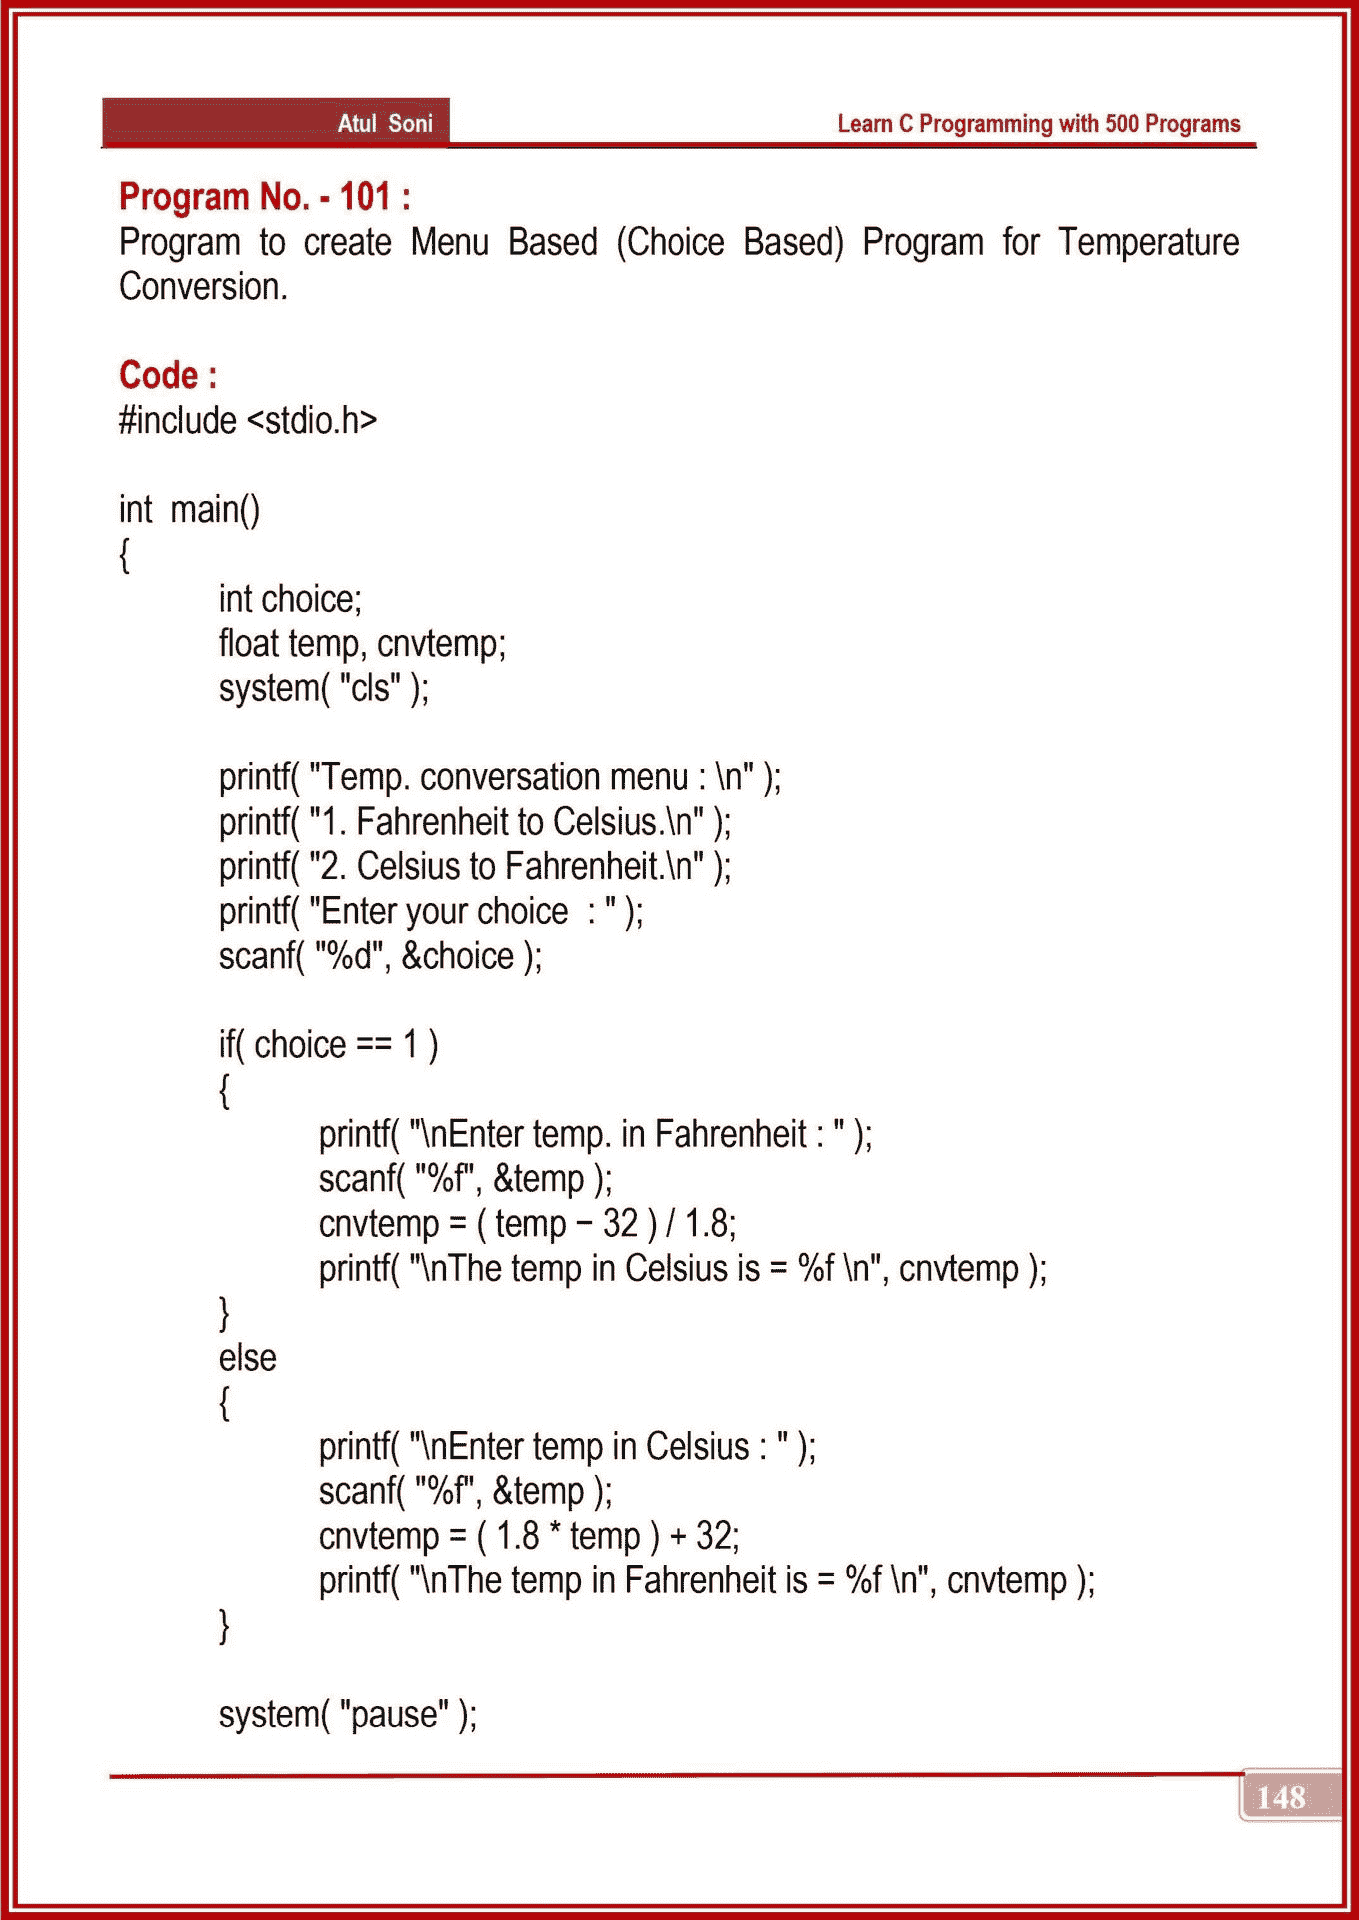 Atul Soni
Learn C Programming with 500 Programs
Program No. - 101 :
Program to create Menu Based (Choice Based) Program for Temperature
Conversion.
Code :
#include <stdio.h>
int main()
{
int choice;
float temp, cnvtemp;
system( "cls" );
printf( "Temp. conversation menu : \n" );
printf( "1. Fahrenheit to Celsius.\n" );
printf( "2. Celsius to Fahrenheit.\n" );
printf( "Enter your choice  : " );
scanf( "%d", &choice );
if( choice == 1 )
{
printf( "\nEnter temp. in Fahrenheit : " );
scanf( "%f", &temp );
cnvtemp = ( temp − 32 ) / 1.8;
printf( "\nThe temp in Celsius is = %f \n", cnvtemp );
}
else
{
printf( "\nEnter temp in Celsius : " );
scanf( "%f", &temp );
cnvtemp = ( 1.8 * temp ) + 32;
printf( "\nThe temp in Fahrenheit is = %f \n", cnvtemp );
}
system( "pause" );
148